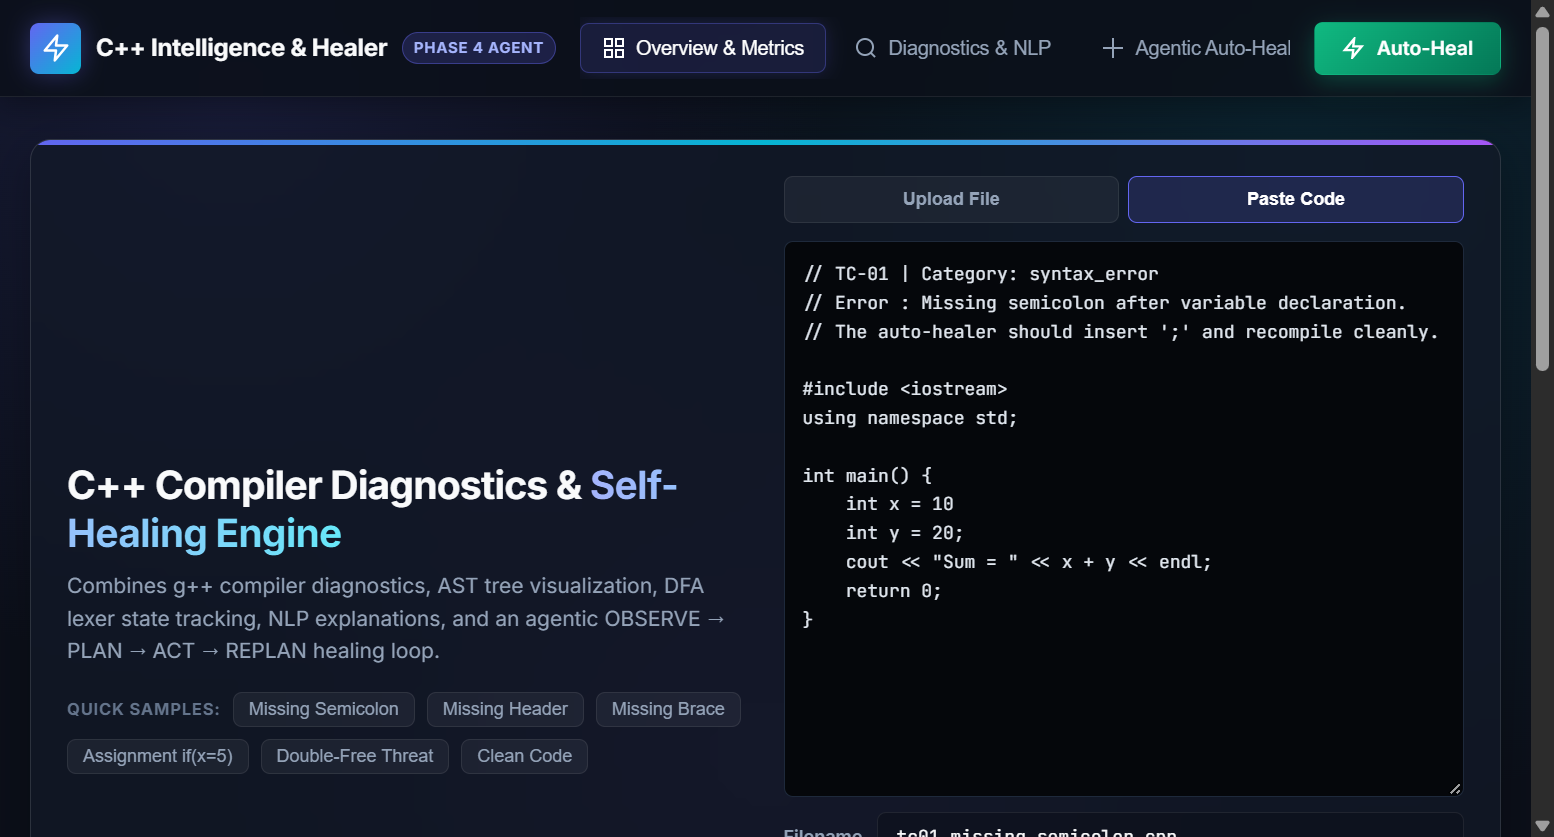 C++ Intelligence & Healer
PHASE 4 AGENT
Overview & Metrics
Diagnostics & NLP
Agentic Auto-Heal
Auto-Heal
C++ Compiler Diagnostics & Self-
Healing Engine
Combines g++ compiler diagnostics, AST tree visualization, DFA
lexer state tracking, NLP explanations, and an agentic OBSERVE →
PLAN → ACT → REPLAN healing loop.
QUICK SAMPLES:
Missing Semicolon
Missing Header
Missing Brace
Assignment if(x=5)
Double-Free Threat
Clean Code
Upload File
Paste Code
// TC-01 | Category: syntax_error
// Error : Missing semicolon after variable declaration.
// The auto-healer should insert ';' and recompile cleanly.
#include <iostream>
using namespace std;
int main() {
    int x = 10
    int y = 20;
    cout << "Sum = " << x + y << endl;
    return 0;
}
Filename
tc01_missing_semicolon.cpp